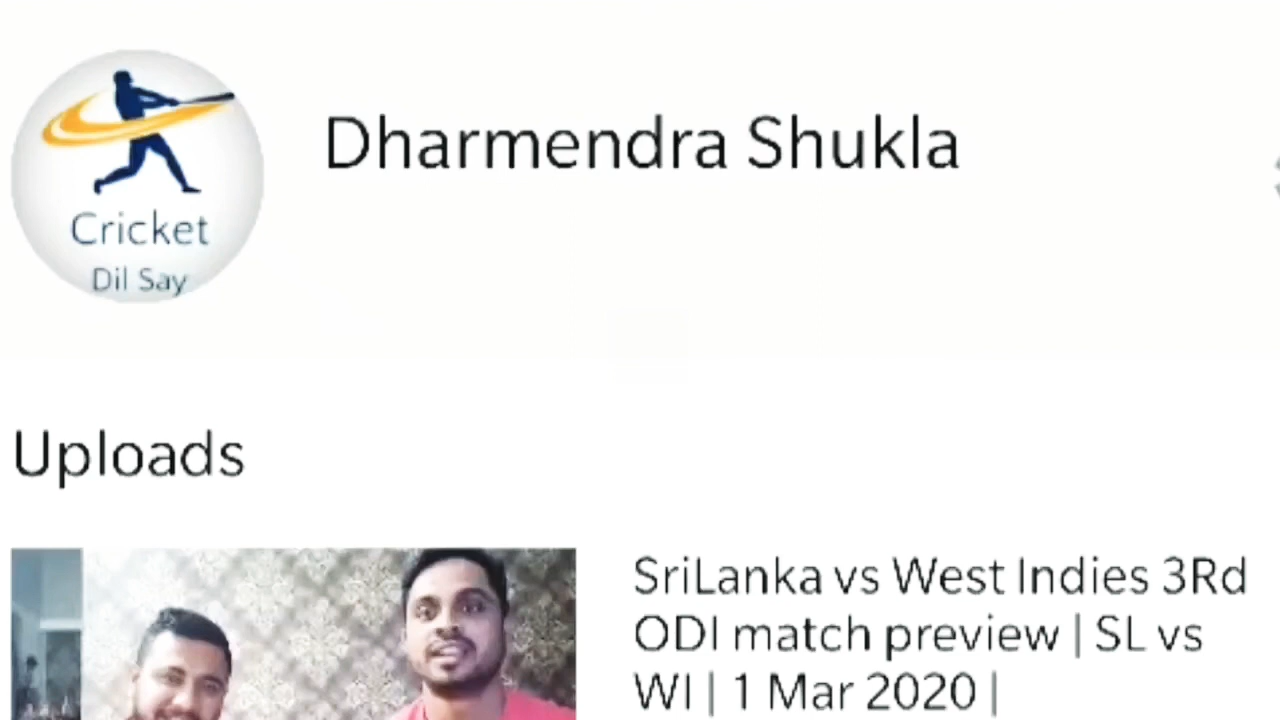 Cricket
Dil Say
Dharmendra Shukla
Uploads
SriLanka vs West Indies 3Rd
ODI match preview | SL vs
WI | 1 Mar 2020 |